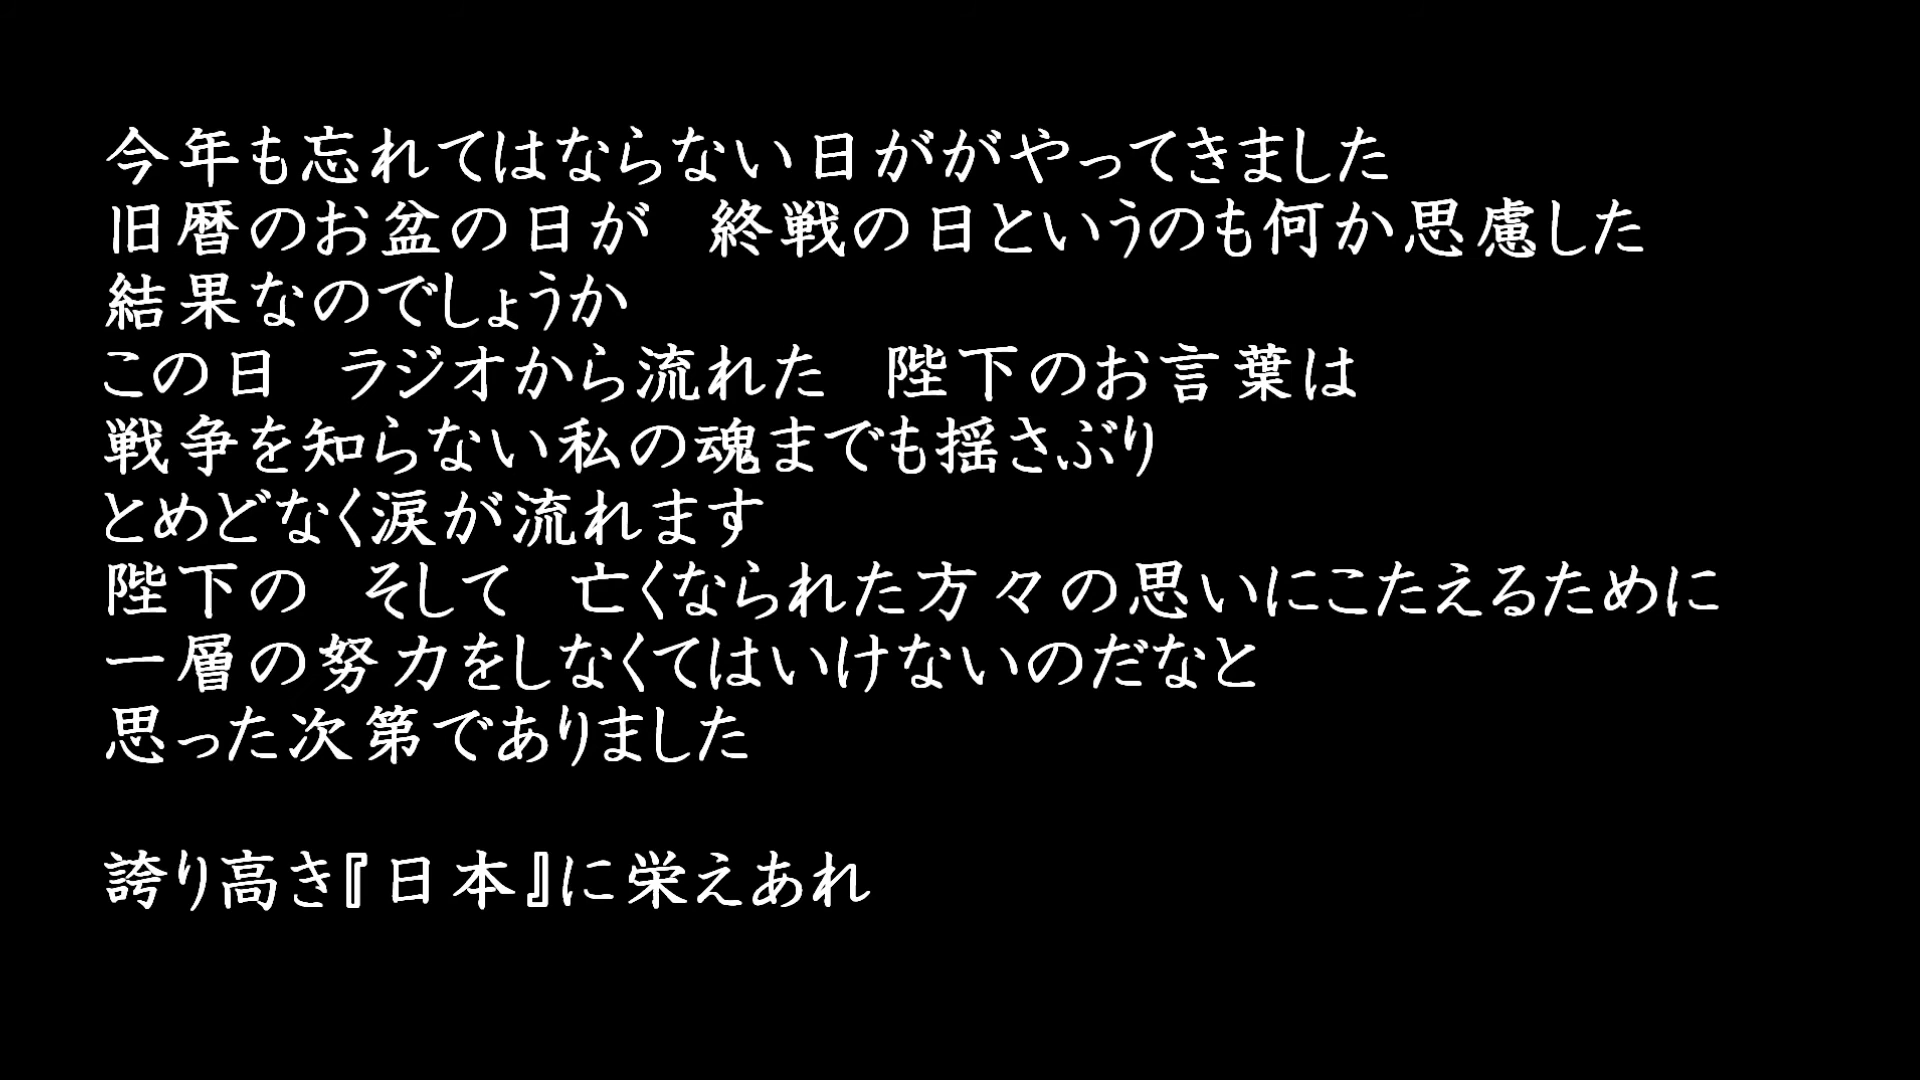 今年も忘れてはならない日ががやってきました
旧暦のお盆の日が　終戦の日というのも何か思慮した
結果なのでしょうか
この日　ラジオから流れた　陛下のお言葉は
戦争を知らない私の魂までも揺さぶり
とめどなく涙が流れます
陛下の　そして　亡くなられた方々の思いにこたえるために
一層の努力をしなくてはいけないのだなと
思った次第でありました
誇り高き『日本』に栄えあれ